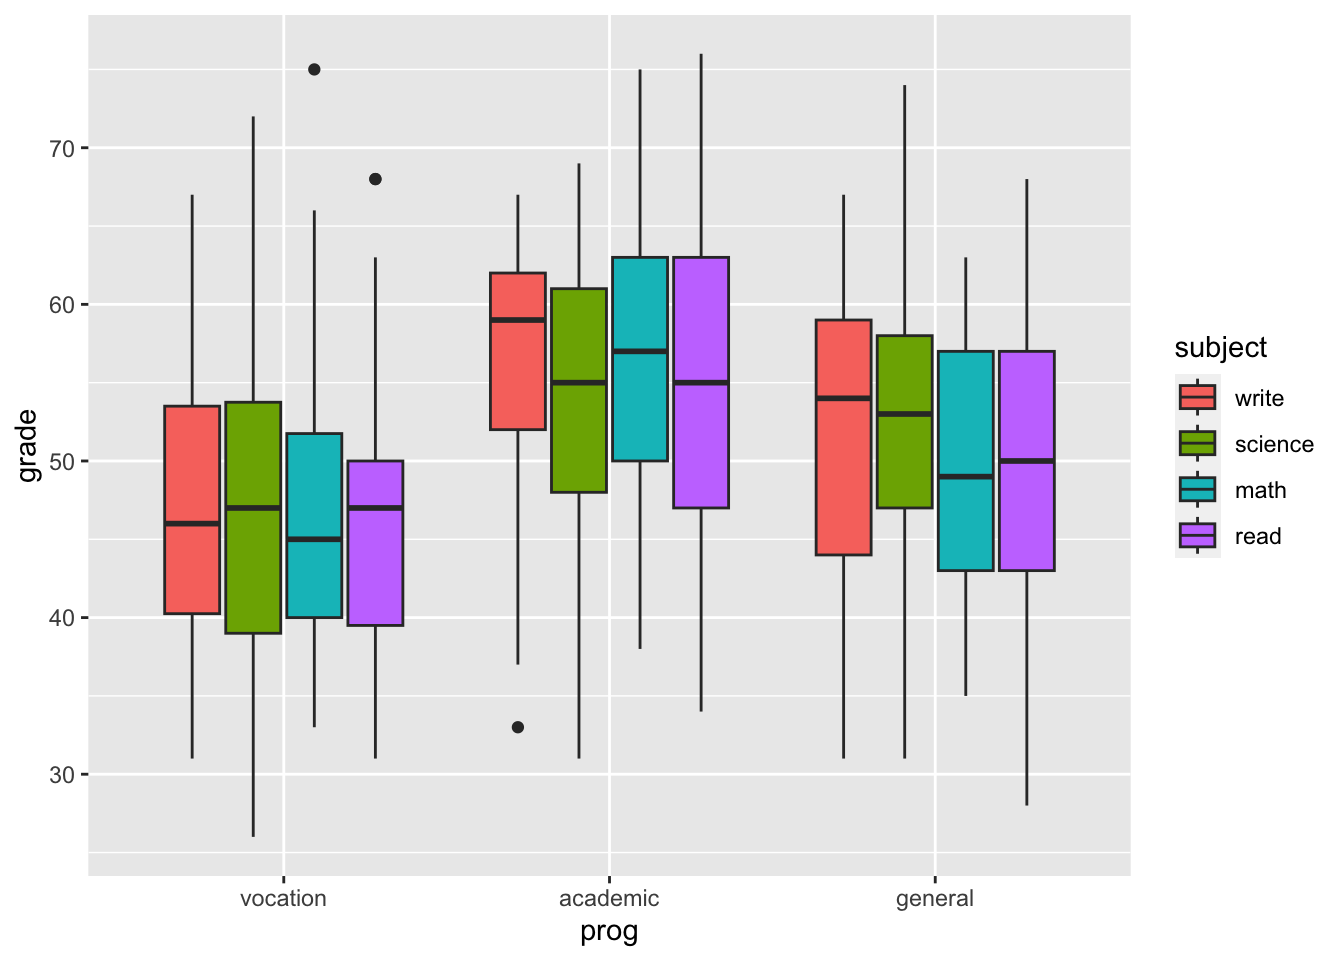 grade
70
60
50
40
30
vocation academic general
prog
subject
write
science
math
read